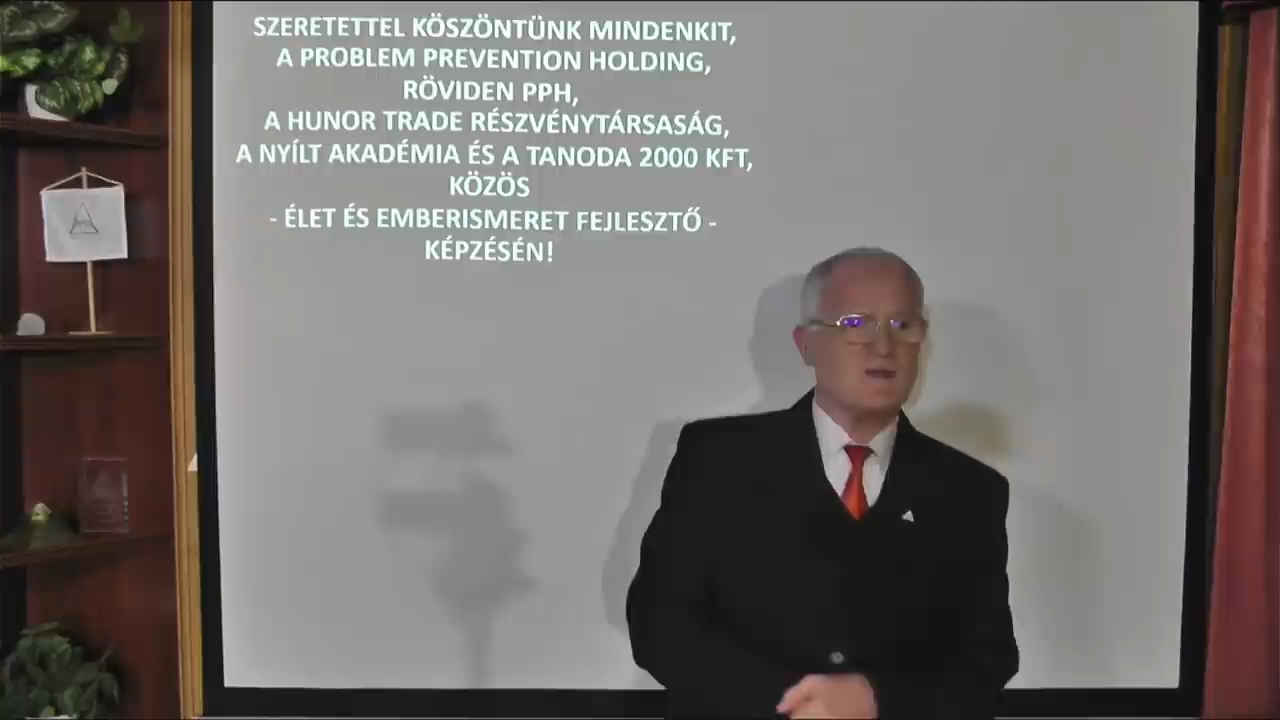 SZERETETTEL KÖSZÖNTÜNK MINDENKIT,
A PROBLEM PREVENTION HOLDING,
RÖVIDEN PPH,
A HUNOR TRADE RÉSZVÉNYTÁRSASÁG,
A NYÍLT AKADÉMIA ÉS A TANODA 2000 KFT,
KÖZÖS
- ÉLET ÉS EMBERISMERET FEJLESZTŐ -
KÉPZÉSÉN!